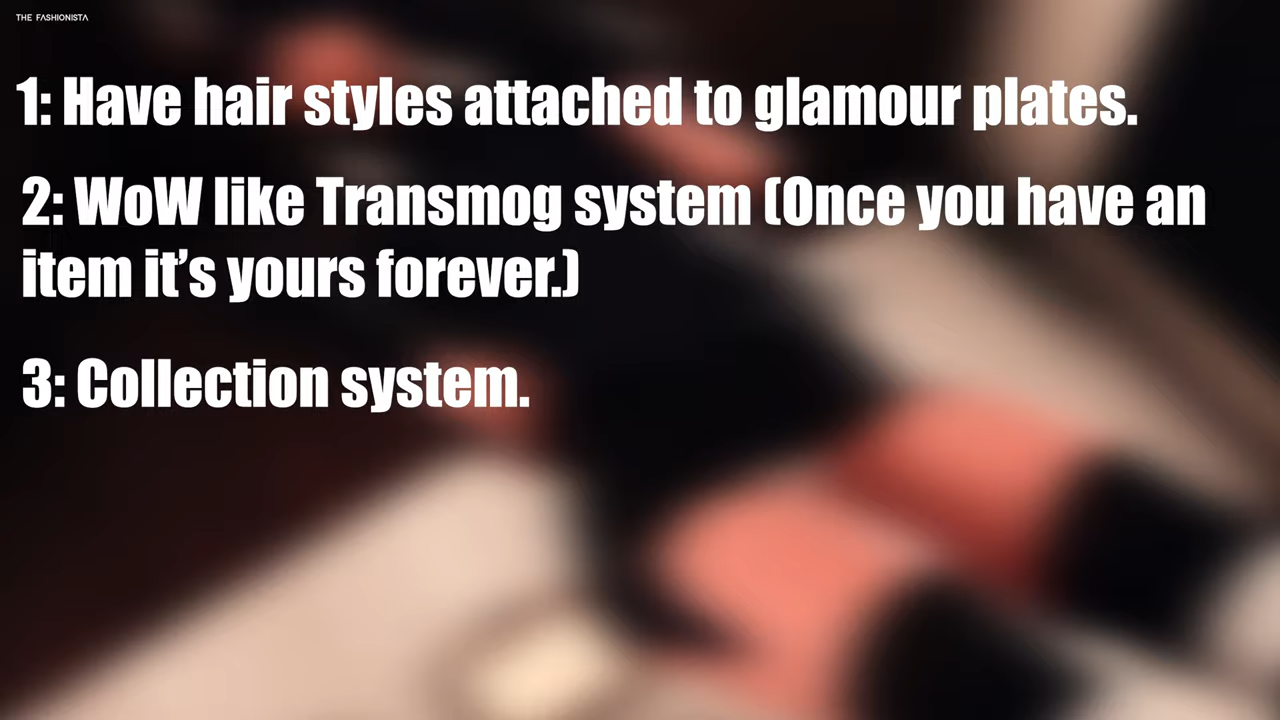 THE FASHIONISTA
1: Have hair styles attached to glamour plates.
2: WoW like Transmog system (Once you have an
item it’s yours forever.)
3: Collection system.